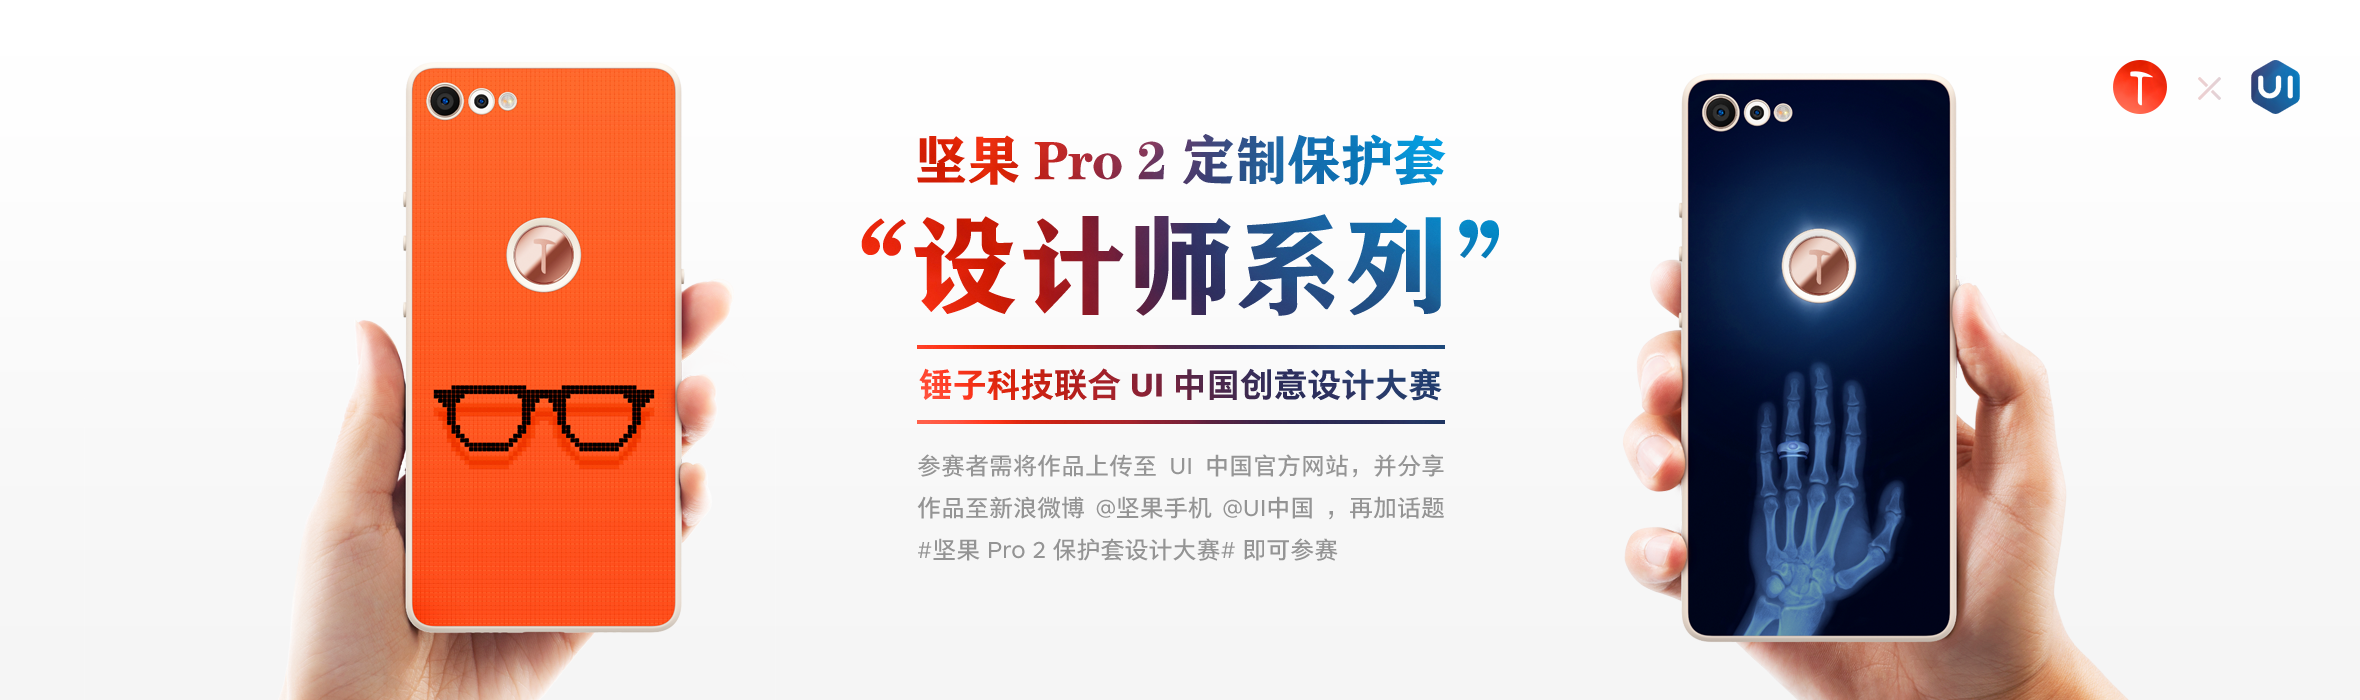 坚果 Pro 2 定制保护套
“设计师系列”
锤子科技联合 UI 中国创意设计大赛
参赛者需将作品上传至 UI 中国官方网站，并分享
作品至新浪微博 @坚果手机 @UI中国 ，再加话题
#坚果 Pro 2 保护套设计大赛# 即可参赛
UI